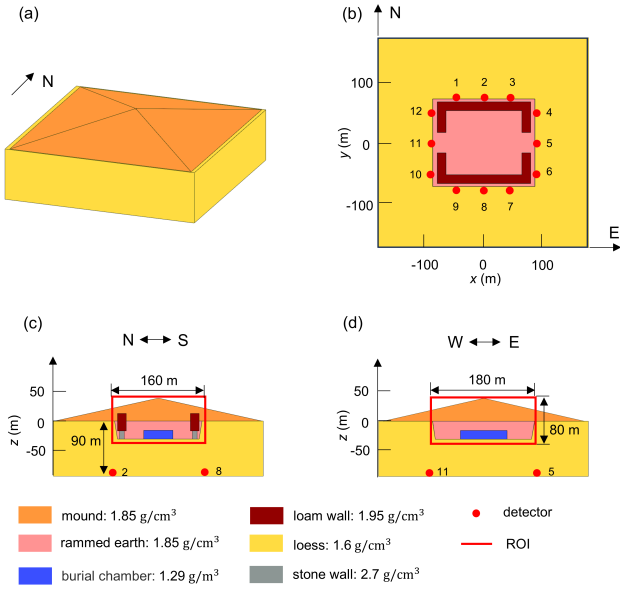 (a)
N
(b)
N
100
0
-100
y (m)
1
2
3
12
4
11
5
10
6
9
8
7
E
-100
0
100
x (m)
(c)
N
S
160 m
50
0
-50
z (m)
90 m
2
8
(d)
W
E
180 m
50
0
-50
z (m)
80 m
11
5
mound: 1.85 g/cm³
loam wall: 1.95 g/cm³
detector
rammed earth: 1.85 g/cm³
loess: 1.6 g/cm³
ROI
burial chamber: 1.29 g/m³
stone wall: 2.7 g/cm³